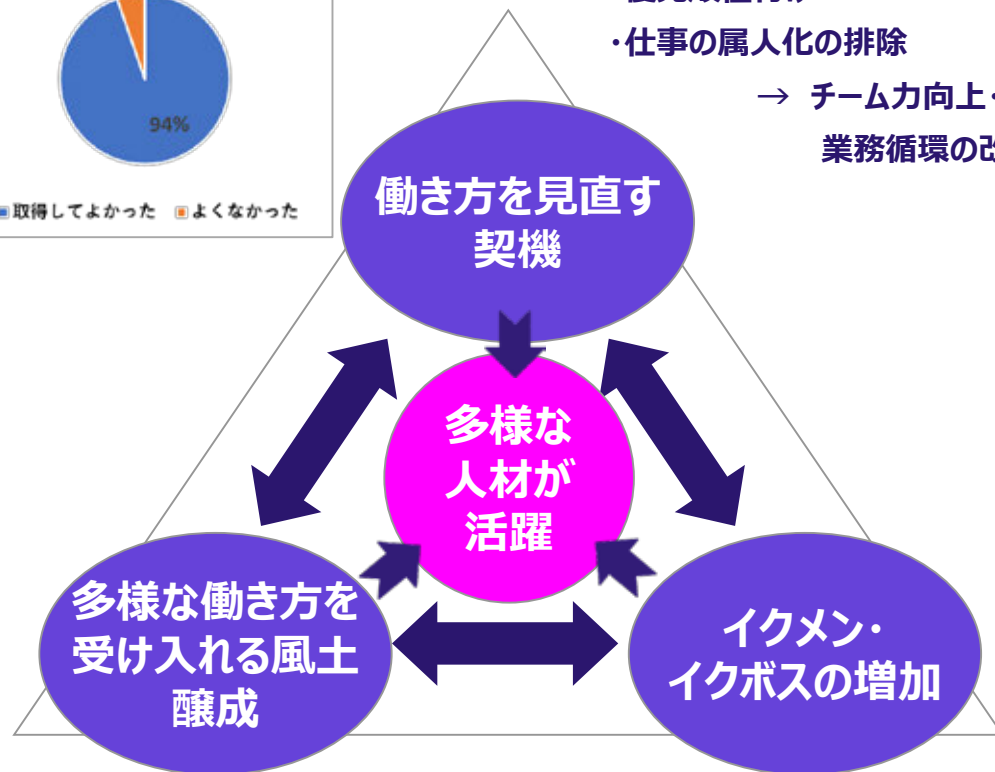 ・仕事の属人化の排除
→ チーム力向上・
業務循環の改
94%
■取得してよかった ■よくなかった
働き方を見直す
契機
多様な
人材が
活躍
多様な働き方を
受け入れる風土
醸成
イクメン・
イクボスの増加